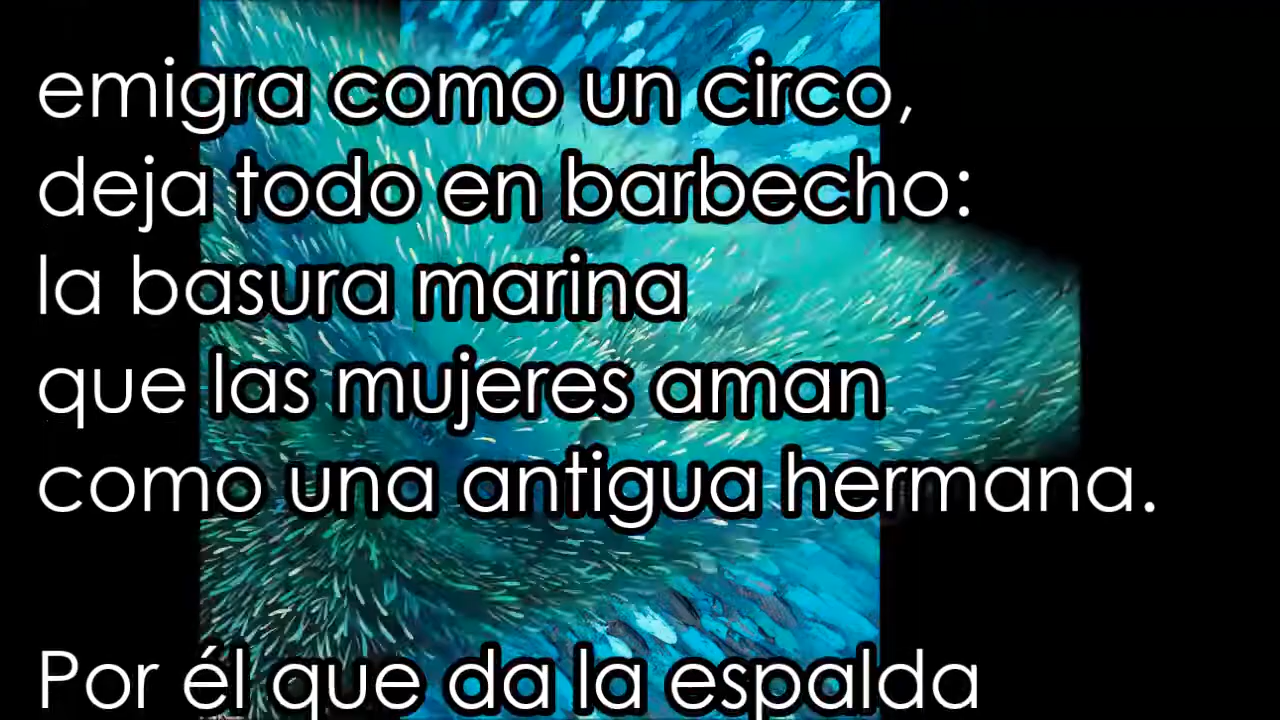 emigra como un circo,
deja todo en barbecho:
la basura marina
que las mujeres aman
como una antigua hermana.
Por él que da la espalda